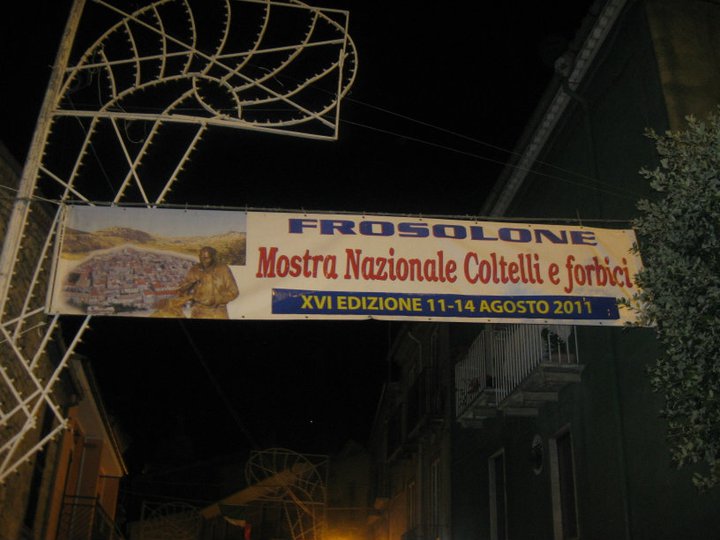 FROSOLONE
Mostra Nazionale Coltelli e forbici
XVI EDIZIONE 11-14 AGOSTO 2011